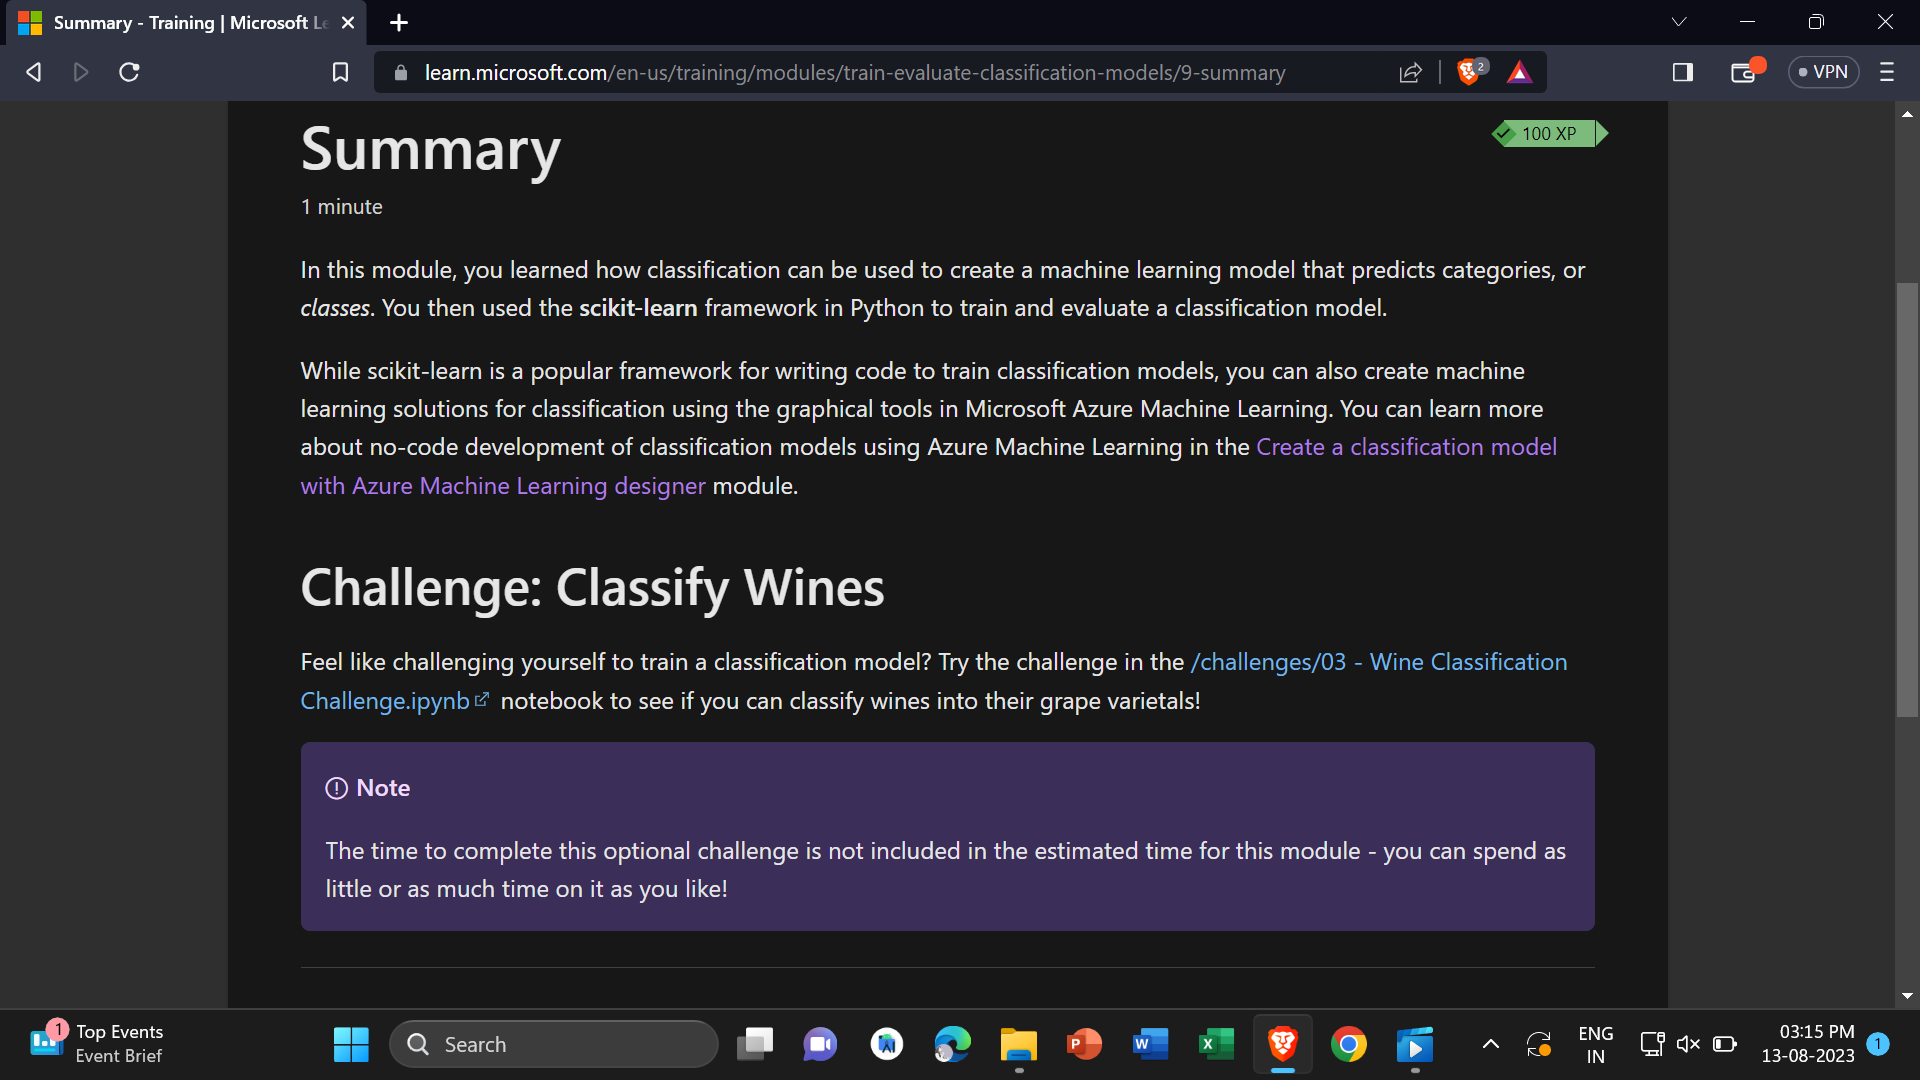 Summary - Training | Microsoft Le
learn.microsoft.com/en-us/training/modules/train-evaluate-classification-models/9-summary
2
VPN
Summary
100 XP
1 minute
In this module, you learned how classification can be used to create a machine learning model that predicts categories, or
classes. You then used the scikit-learn framework in Python to train and evaluate a classification model.
While scikit-learn is a popular framework for writing code to train classification models, you can also create machine
learning solutions for classification using the graphical tools in Microsoft Azure Machine Learning. You can learn more
about no-code development of classification models using Azure Machine Learning in the Create a classification model
with Azure Machine Learning designer module.
Challenge: Classify Wines
Feel like challenging yourself to train a classification model? Try the challenge in the /challenges/03 - Wine Classification
Challenge.ipynb notebook to see if you can classify wines into their grape varietals!
Note
The time to complete this optional challenge is not included in the estimated time for this module - you can spend as
little or as much time on it as you like!
1
Top Events
Event Brief
Search
AI
P
W
X
ENG
IN
03:15 PM
13-08-2023
1